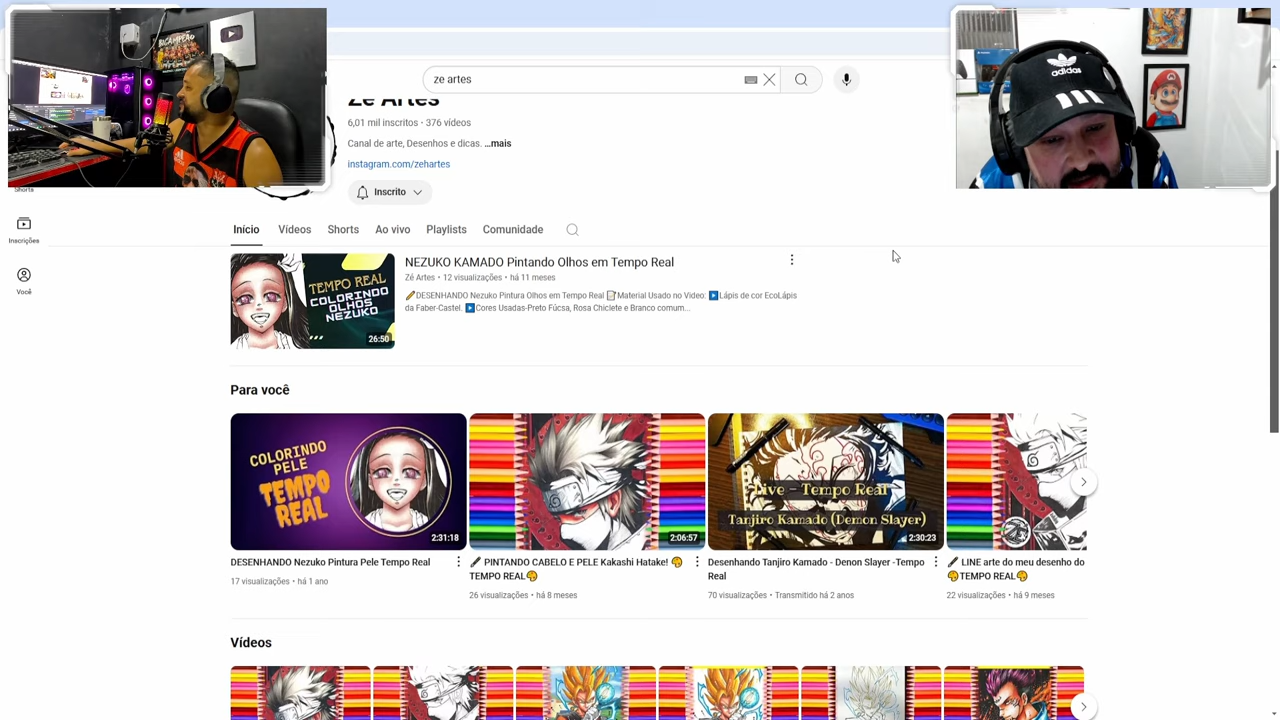 BICAMPEÃO
adidas
ze artes
Zé Artes
6,01 mil inscritos • 376 vídeos
Canal de arte, Desenhos e dicas. ...mais
instagram.com/zehartes
Inscrito
Shorts
Inscrições
Você
Início
Vídeos
Shorts
Ao vivo
Playlists
Comunidade
TEMPO REAL
COLORINDO
OLHOS
NEZUKO
26:50
NEZUKO KAMADO Pintando Olhos em Tempo Real
Zé Artes • 12 visualizações • há 11 meses
DESENHANDO Nezuko Pintura Olhos em Tempo Real Material Usado no Video: Lápis de cor EcoLápis
da Faber-Castel. Cores Usadas-Preto Fúcsa, Rosa Chiclete e Branco comum...
Para você
COLORINDO
PELE
TEMPO
REAL
2:31:18
DESENHANDO Nezuko Pintura Pele Tempo Real
17 visualizações • há 1 ano
2:06:57
PINTANDO CABELO E PELE Kakashi Hatake!
TEMPO REAL
26 visualizações • há 8 meses
Live - Tempo Real
Tanjiro Kamado (Demon Slayer)
2:30:23
Desenhando Tanjiro Kamado - Denon Slayer -Tempo
Real
70 visualizações • Transmitido há 2 anos
LINE arte do meu desenho do
TEMPO REAL
22 visualizações • há 9 meses
Vídeos